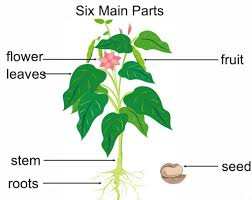 Six Main Parts
flower
fruit
leaves
stem
seed
roots